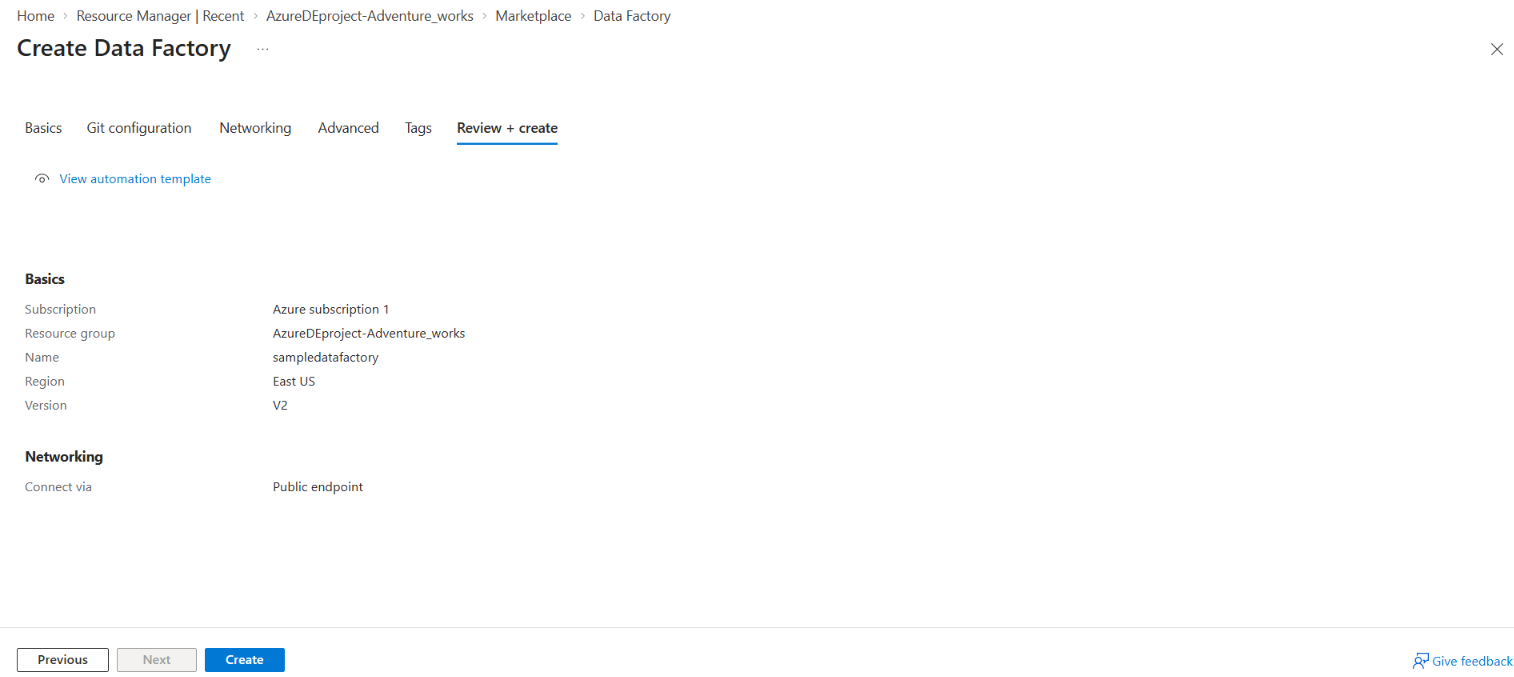 Home > Resource Manager | Recent > AzureDEproject-Adventure_works > Marketplace > Data Factory
Create Data Factory ...
Basics Git configuration Networking Advanced Tags Review + create
View automation template
Basics
Subscription Azure subscription 1
Resource group AzureDEproject-Adventure_works
Name sampledatafactory
Region East US
Version V2
Networking
Connect via Public endpoint
Previous Next Create Give feedback